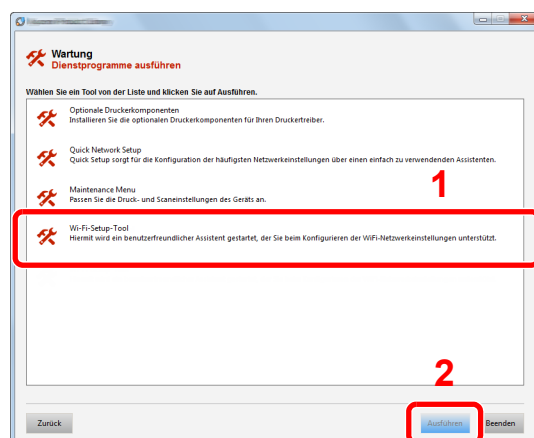 Wartung
Dienstprogramme ausführen
Wählen Sie ein Tool von der Liste und klicken Sie auf Ausführen.
Optionale Druckerkomponenten
Installieren Sie die optionalen Druckerkomponenten für Ihren Druckertreiber.
Quick Network Setup
Quick Setup sorgt für die Konfiguration der häufigsten Netzwerkeinstellungen über einen einfach zu verwendenden Assistenten.
1
Maintenance Menu
Passen Sie die Druck- und Scaneinstellungen des Geräts an.
Wi-Fi-Setup-Tool
Hiermit wird ein benutzerfreundlicher Assistent gestartet, der Sie beim Konfigurieren der WiFi-Netzwerkeinstellungen unterstützt.
2
Zurück
Ausführen
Beenden